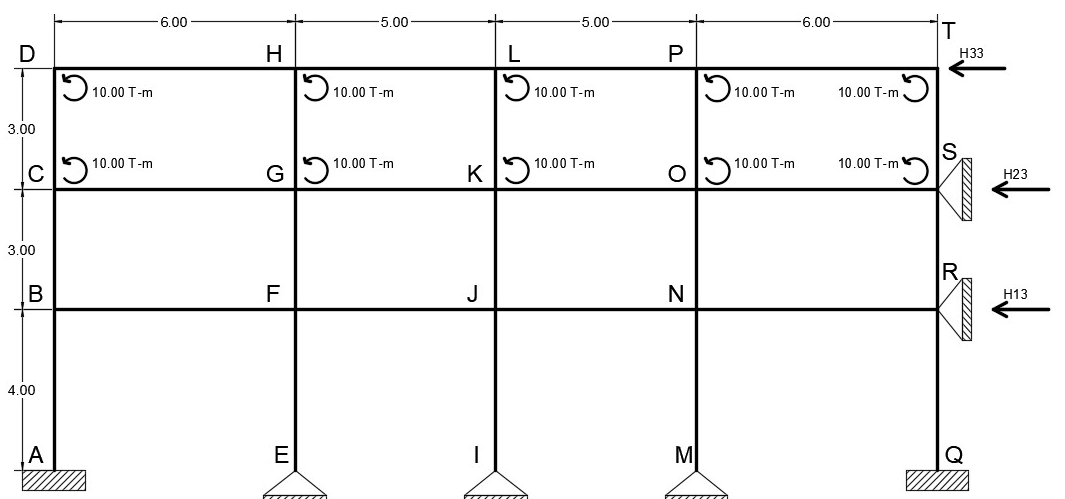 6.00 5.00 5.00 6.00
T
D H L P
H33
10.00 T-m 10.00 T-m 10.00 T-m 10.00 T-m 10.00 T-m
3.00
10.00 T-m 10.00 T-m 10.00 T-m 10.00 T-m 10.00 T-m
S
C G K O
H23
3.00
R
B F J N
H13
4.00
A E I M Q